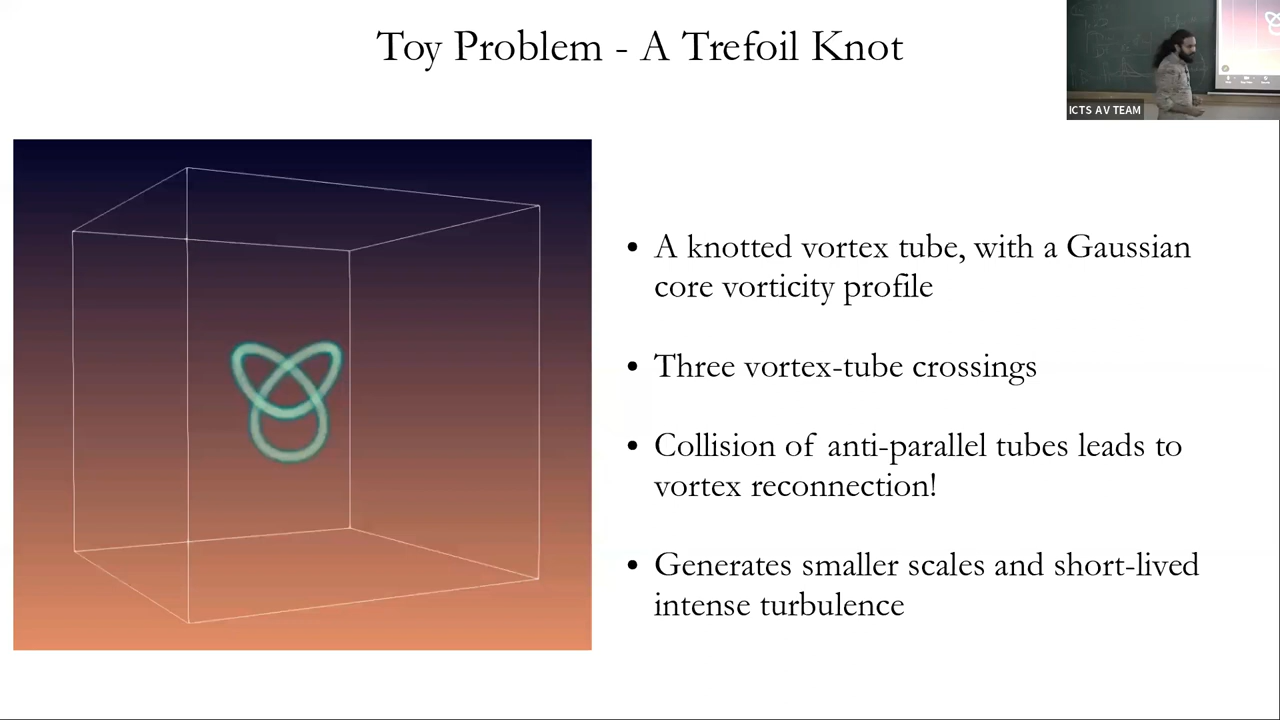 Toy Problem - A Trefoil Knot
ICTS AV TEAM
• A knotted vortex tube, with a Gaussian
core vorticity profile
• Three vortex-tube crossings
• Collision of anti-parallel tubes leads to
vortex reconnection!
• Generates smaller scales and short-lived
intense turbulence